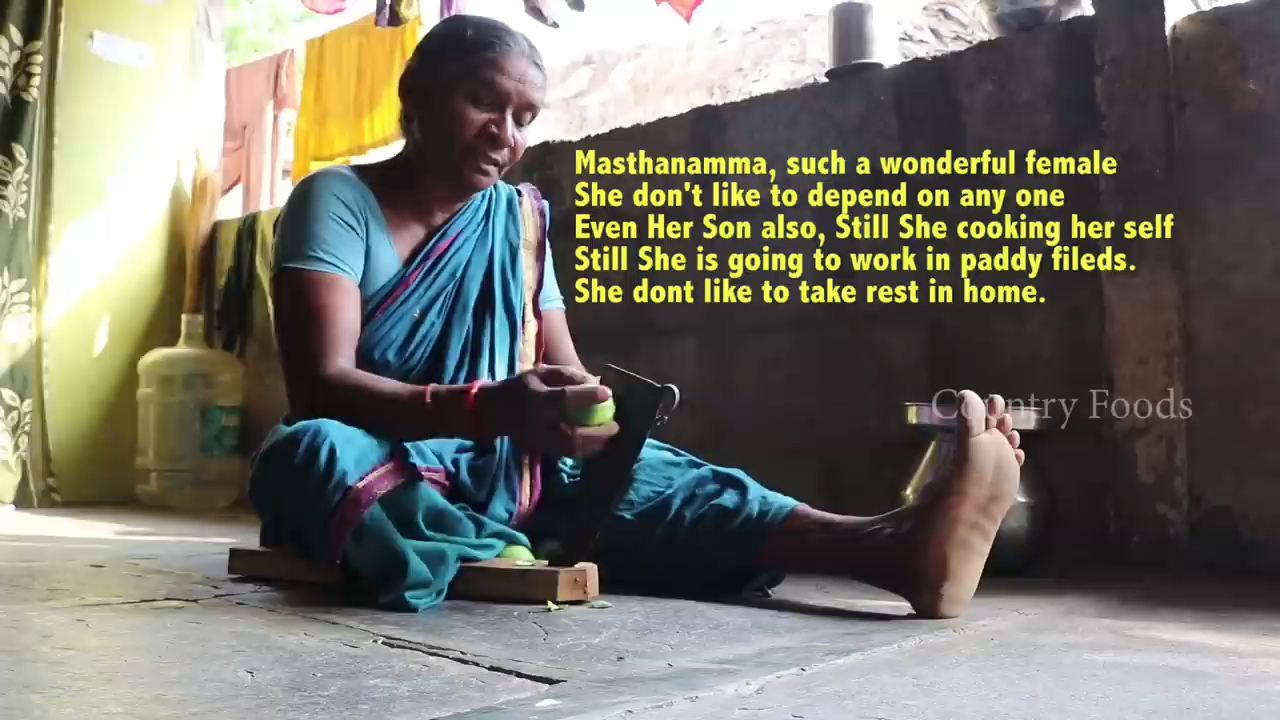 Masthanamma, such a wonderful female
She don't like to depend on any one
Even Her Son also, Still She cooking her self
Still She is going to work in paddy fileds.
She dont like to take rest in home.
Country Foods